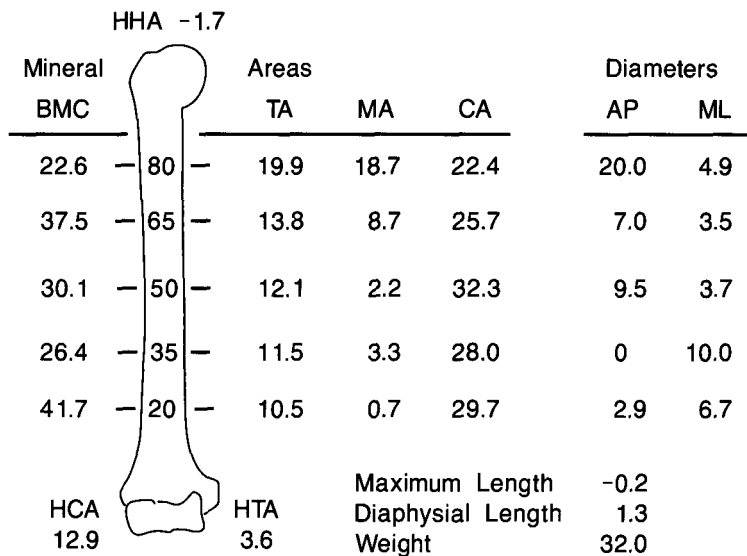 HHA -1.7
Mineral Areas Diameters
BMC TA MA CA AP ML
22.6 80 19.9 18.7 22.4 20.0 4.9
37.5 65 13.8 8.7 25.7 7.0 3.5
30.1 50 12.1 2.2 32.3 9.5 3.7
26.4 35 11.5 3.3 28.0 0 10.0
41.7 20 10.5 0.7 29.7 2.9 6.7
Maximum Length -0.2
HCA HTA Diaphysial Length 1.3
12.9 3.6 Weight 32.0